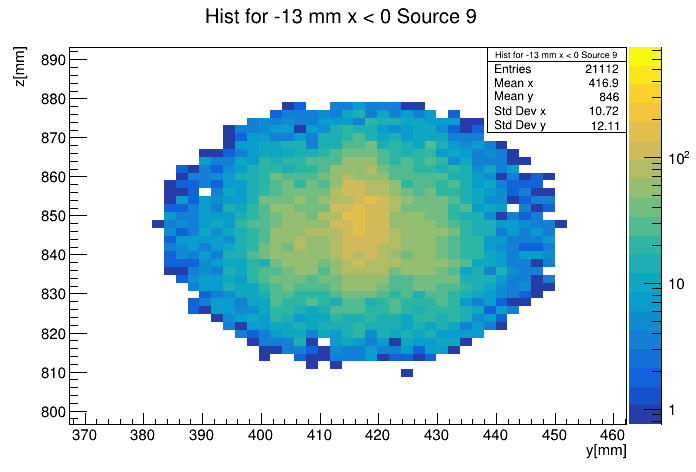 Hist for -13 mm x < 0 Source 9
z[mm]
Hist for -13 mm x < 0 Source 9
Entries 21112
Mean x 416.9
Mean y 846
Std Dev x 10.72
Std Dev y 12.11
890
880
870
860
850
840
830
820
810
800
10²
10
1
370 380 390 400 410 420 430 440 450 460
y[mm]